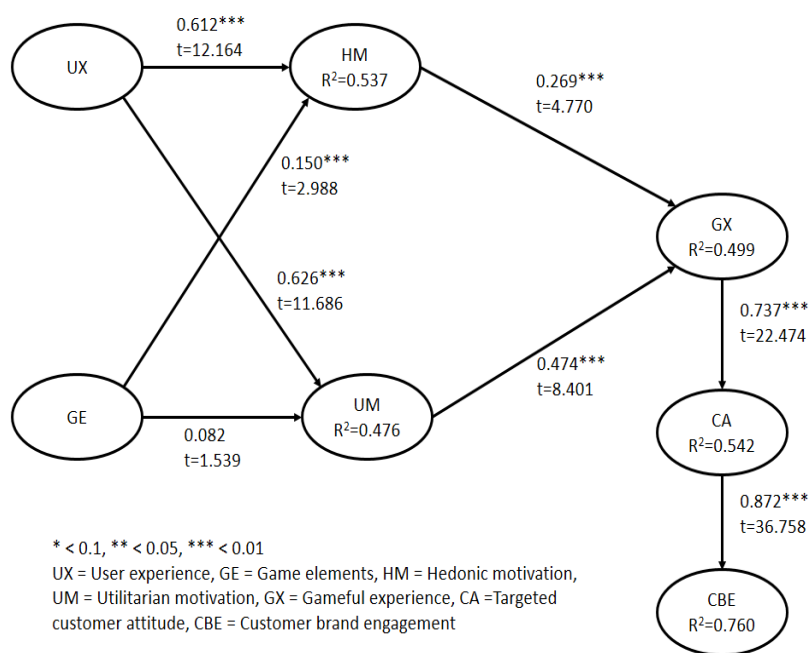 UX
0.612***
t=12.164
HM
R²=0.537
0.269***
t=4.770
0.150***
t=2.988
GX
R²=0.499
0.626***
t=11.686
0.737***
t=22.474
0.474***
t=8.401
GE
0.082
t=1.539
UM
R²=0.476
CA
R²=0.542
0.872***
t=36.758
* < 0.1, ** < 0.05, *** < 0.01
UX = User experience, GE = Game elements, HM = Hedonic motivation,
UM = Utilitarian motivation, GX = Gameful experience, CA =Targeted
customer attitude, CBE = Customer brand engagement
CBE
R²=0.760